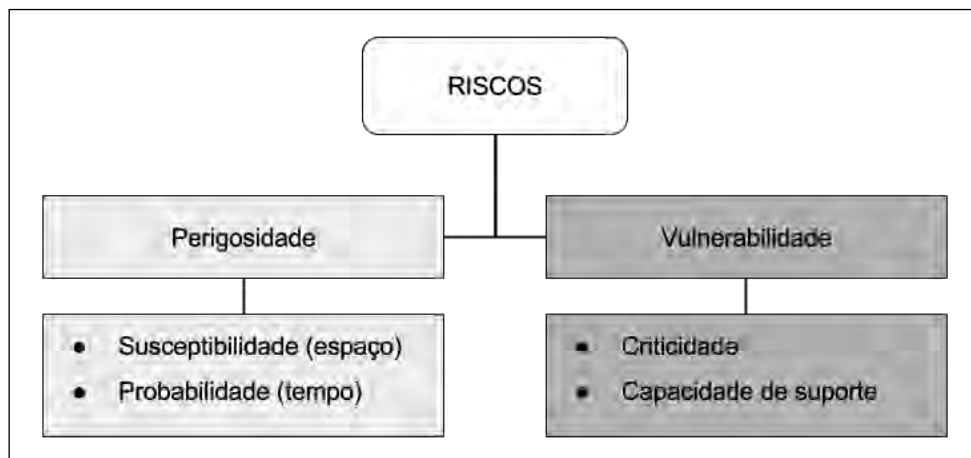 RISCOS
Perigosidade
Vulnerabilidade
• Susceptibilidade (espaço)
• Probabilidade (tempo)
• Criticidade
• Capacidade de suporte